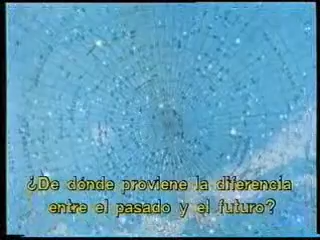 ¿De dónde proviene la diferencia
entre el pasado y el futuro?